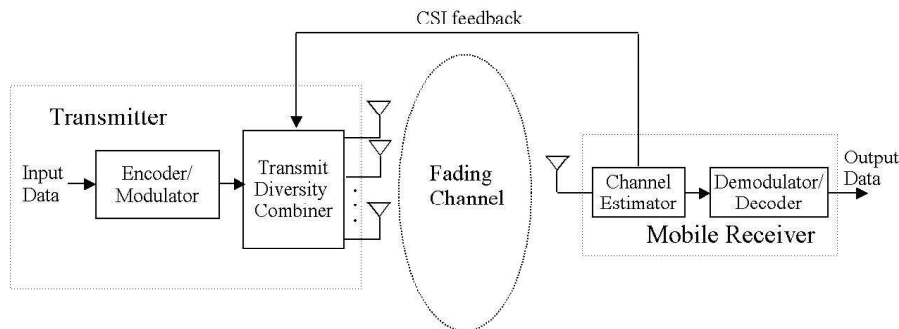 CSI feedback
Transmitter
Input
Data
Encoder/
Modulator
Transmit
Diversity
Combiner
Fading
Channel
Channel
Estimator
Demodulator/
Decoder
Output
Data
Mobile Receiver